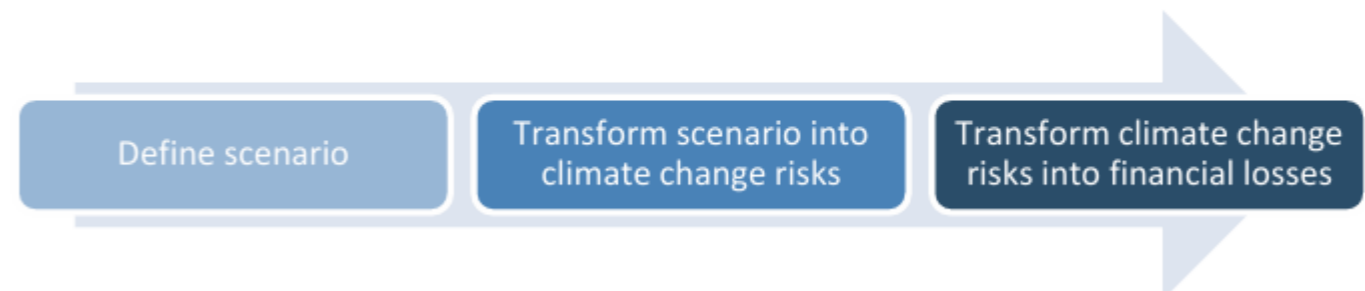 Define scenario
Transform scenario into
climate change risks
Transform climate change
risks into financial losses